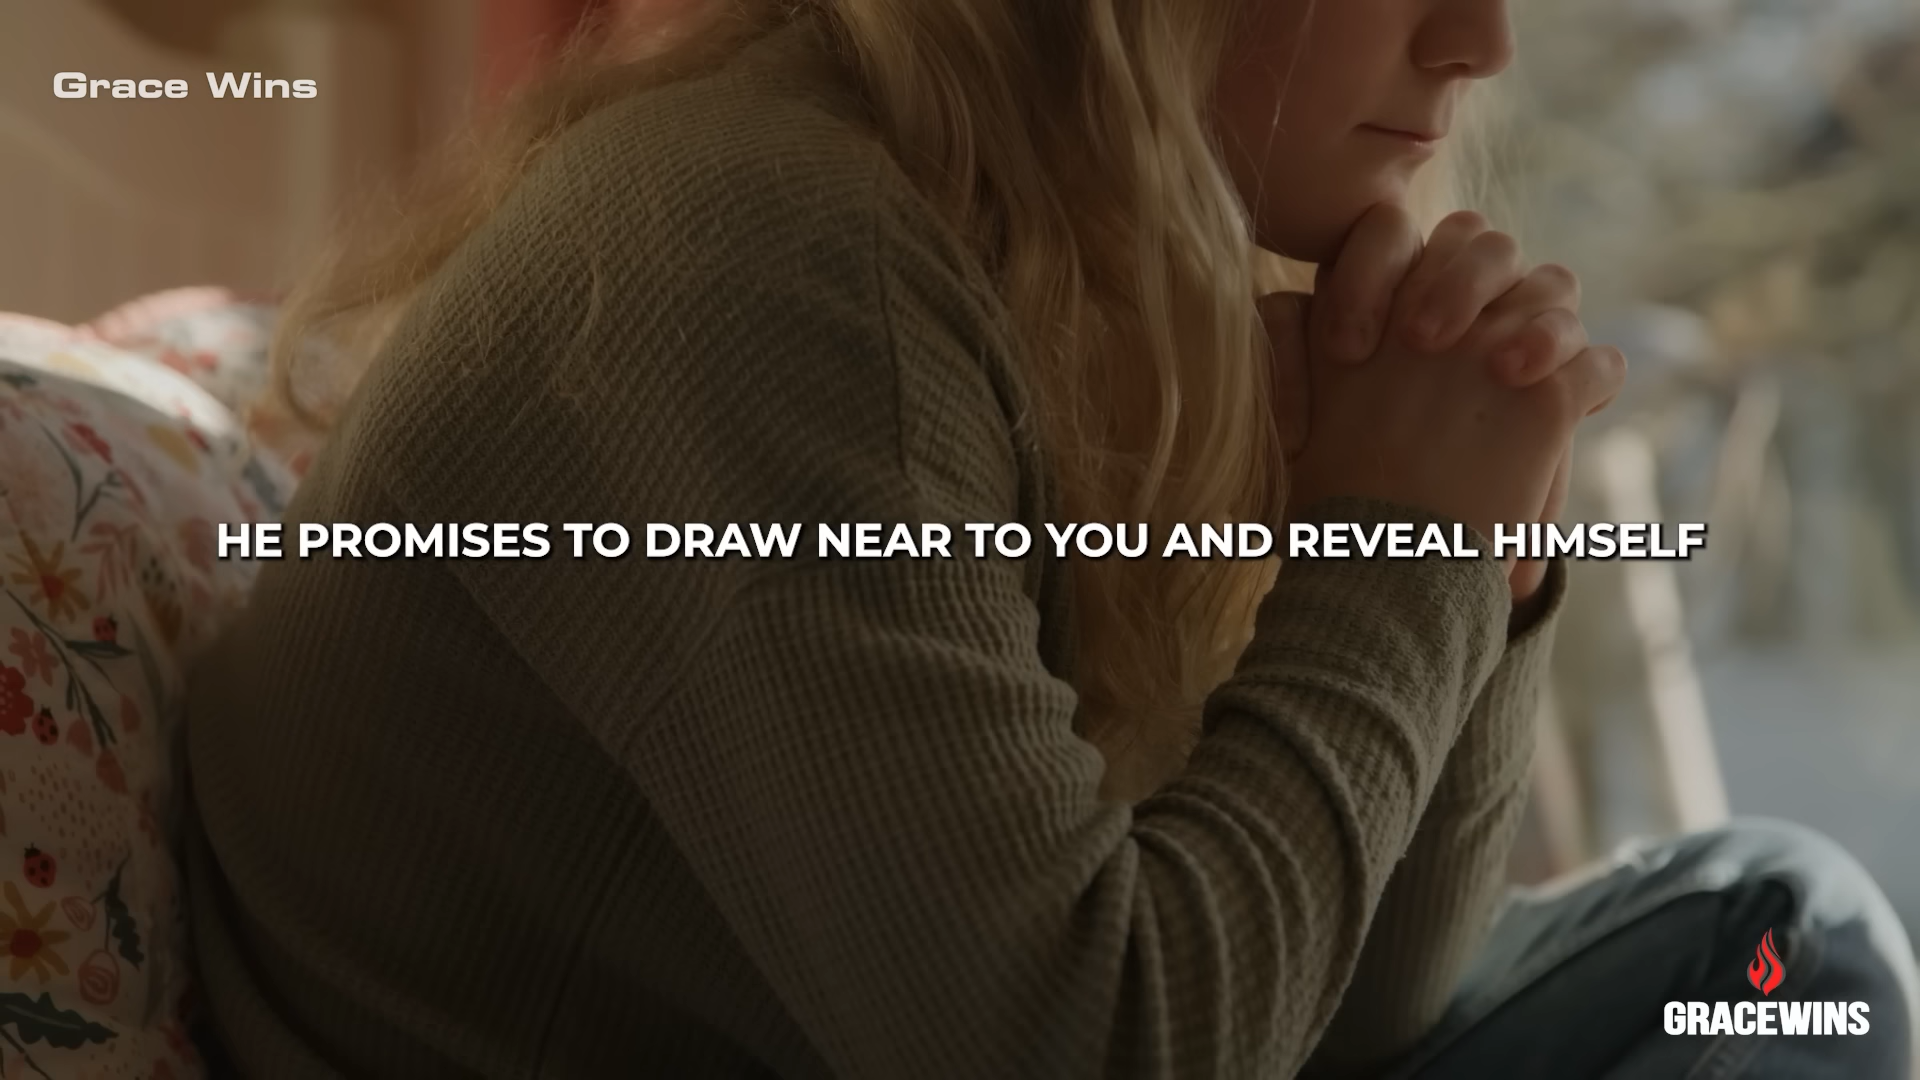 Grace Wins
HE PROMISES TO DRAW NEAR TO YOU AND REVEAL HIMSELF
GRACEWINS